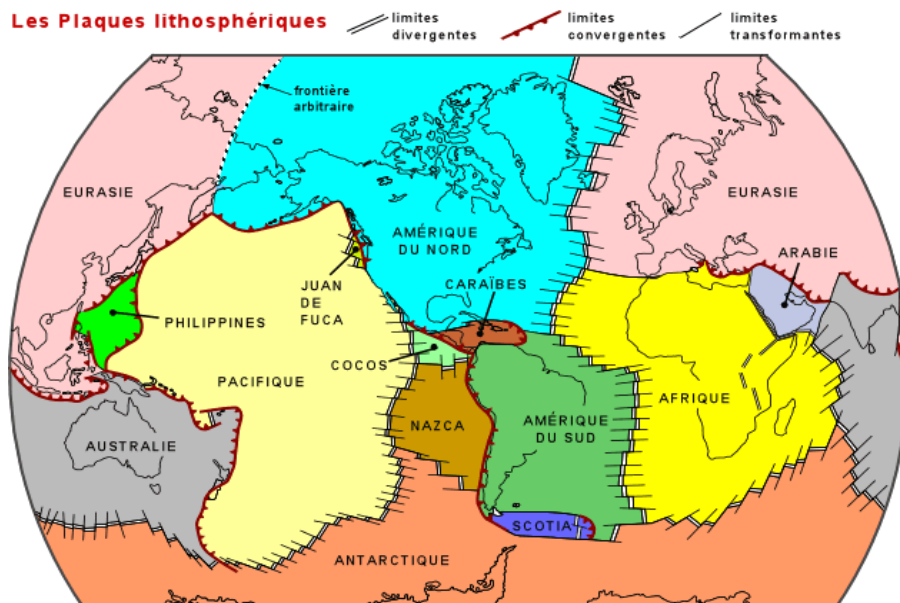 Les Plaques lithosphériques
limites
divergentes
limites
convergentes
limites
transformantes
frontière
arbitraire
EURASIE
EURASIE
AMÉRIQUE
DU NORD
ARABIE
JUAN
DE
FUCA
CARAÏBES
PHILIPPINES
COCOS
PACIFIQUE
AFRIQUE
NAZCA
AMÉRIQUE
DU SUD
AUSTRALIE
SCOTIA
ANTARCTIQUE